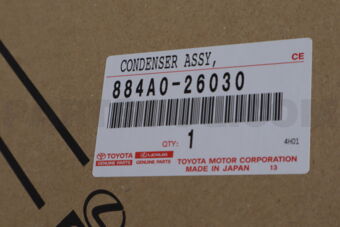 CONDENSER ASSY,
CE
884A0-26030
QTY: 1
4H01
TOYOTA LEXUS
GENUINE PARTS GENUINE PARTS
TOYOTA MOTOR CORPORATION
MADE IN JAPAN 13